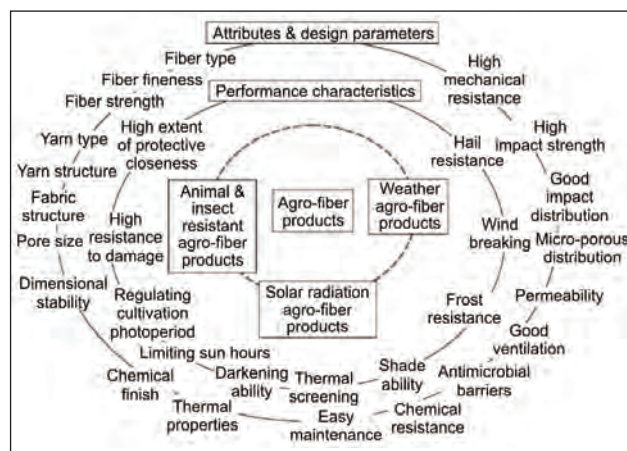 Attributes & design parameters
Fiber type
Fiber fineness
Fiber strength
Yarn type
Yarn structure
Fabric
structure
Pore size
Dimensional
stability
Chemical
finish
Thermal
properties
Easy
maintenance
Chemical
resistance
Antimicrobial
barriers
Good
ventilation
Permeability
Micro-porous
distribution
Good
impact
distribution
High
impact strength
High
mechanical
resistance
Performance characteristics
High extent
of protective
closeness
High
resistance
to damage
Regulating
cultivation
photoperiod
Limiting sun hours
Darkening
ability
Thermal
screening
Shade
ability
Frost
resistance
Wind
breaking
Hail
resistance
Animal &
insect
resistant
agro-fiber
products
Agro-fiber
products
Weather
agro-fiber
products
Solar radiation
agro-fiber
products